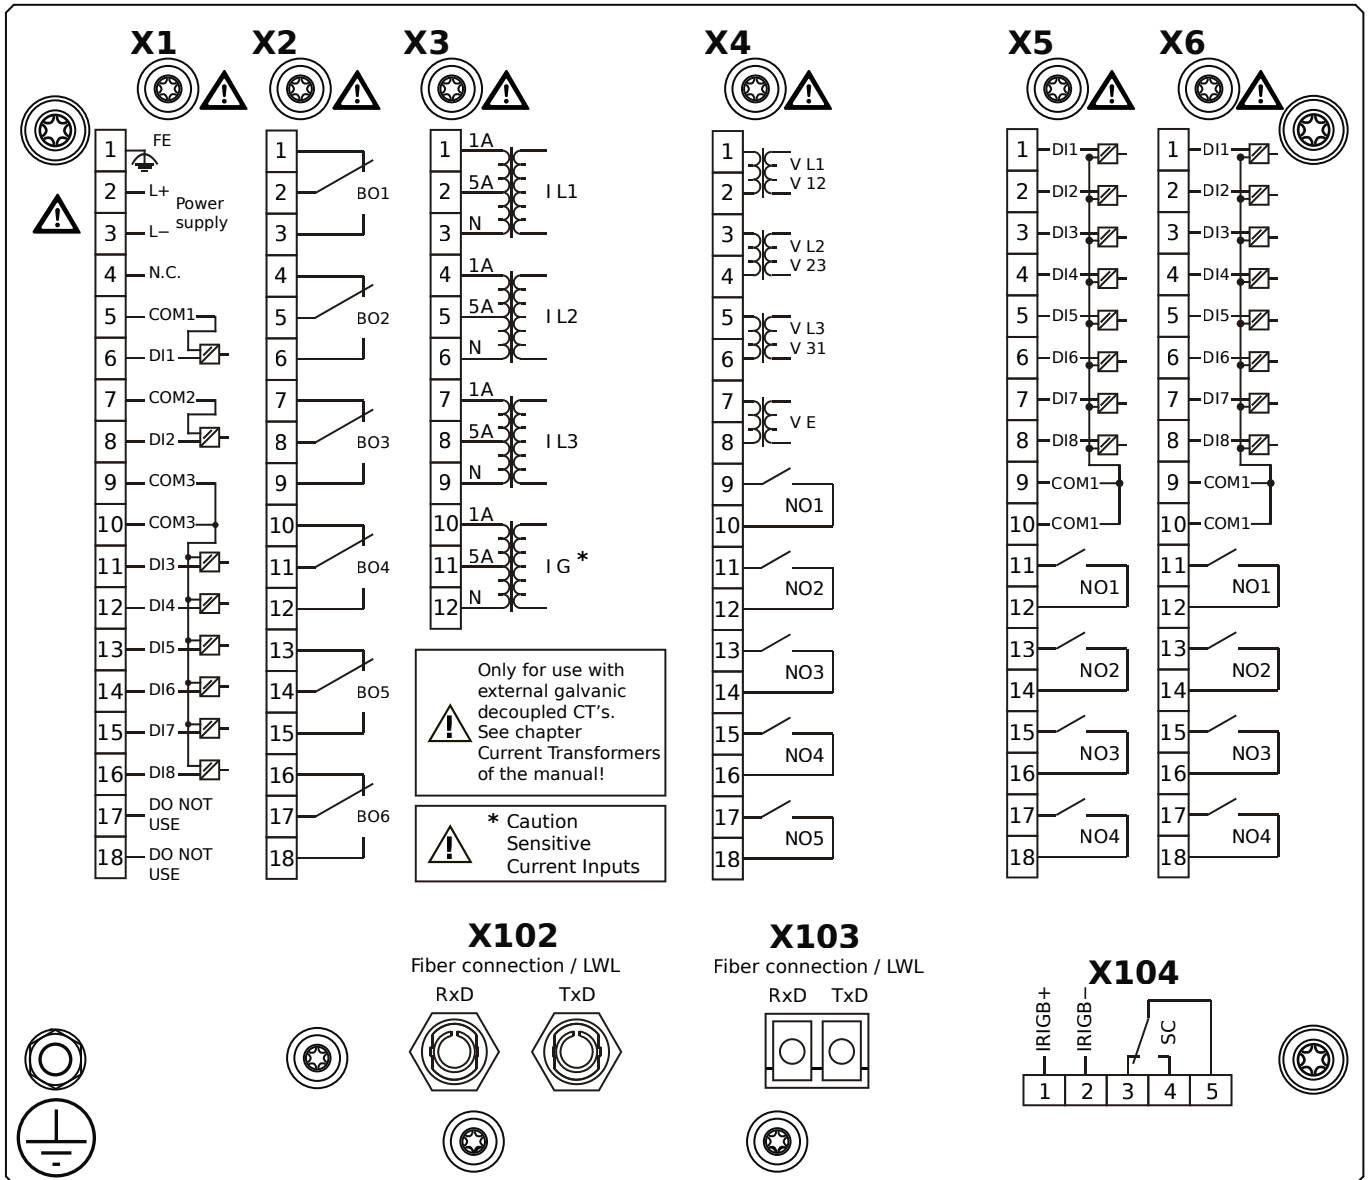 X1 X2 X3 X4 X5 X6
X1
1 FE
2 L+
Power
supply
3 L−
4 N.C.
5 COM1
6 DI1
7 COM2
8 DI2
9 COM3
10 COM3
11 DI3
12 DI4
13 DI5
14 DI6
15 DI7
16 DI8
17 DO NOT
USE
18 DO NOT
USE
1
2 BO1
3
4
5 BO2
6
7
8 BO3
9
10
11 BO4
12
13
14 BO5
15
16
17 BO6
18
1 1A
2 5A I L1
3 N
4 1A
5 5A I L2
6 N
7 1A
8 5A I L3
9 N
10 1A
11 5A I G *
12 N
Only for use with
external galvanic
decoupled CT's.
See chapter
Current Transformers
of the manual!
* Caution
Sensitive
Current Inputs
1 V L1
2 V 12
3 V L2
4 V 23
5 V L3
6 V 31
7
V E
8
9
NO1
10
11
NO2
12
13
NO3
14
15
NO4
16
17
NO5
18
1 DI1
2 DI2
3 DI3
4 DI4
5 DI5
6 DI6
7 DI7
8 DI8
9 COM1
10 COM1
11
NO1
12
13
NO2
14
15
NO3
16
17
NO4
18
1 DI1
2 DI2
3 DI3
4 DI4
5 DI5
6 DI6
7 DI7
8 DI8
9 COM1
10 COM1
11
NO1
12
13
NO2
14
15
NO3
16
17
NO4
18
X102
Fiber connection / LWL
RxD TxD
X103
Fiber connection / LWL
RxD TxD
X104
IRIGB+
IRIGB−
SC
1 2 3 4 5